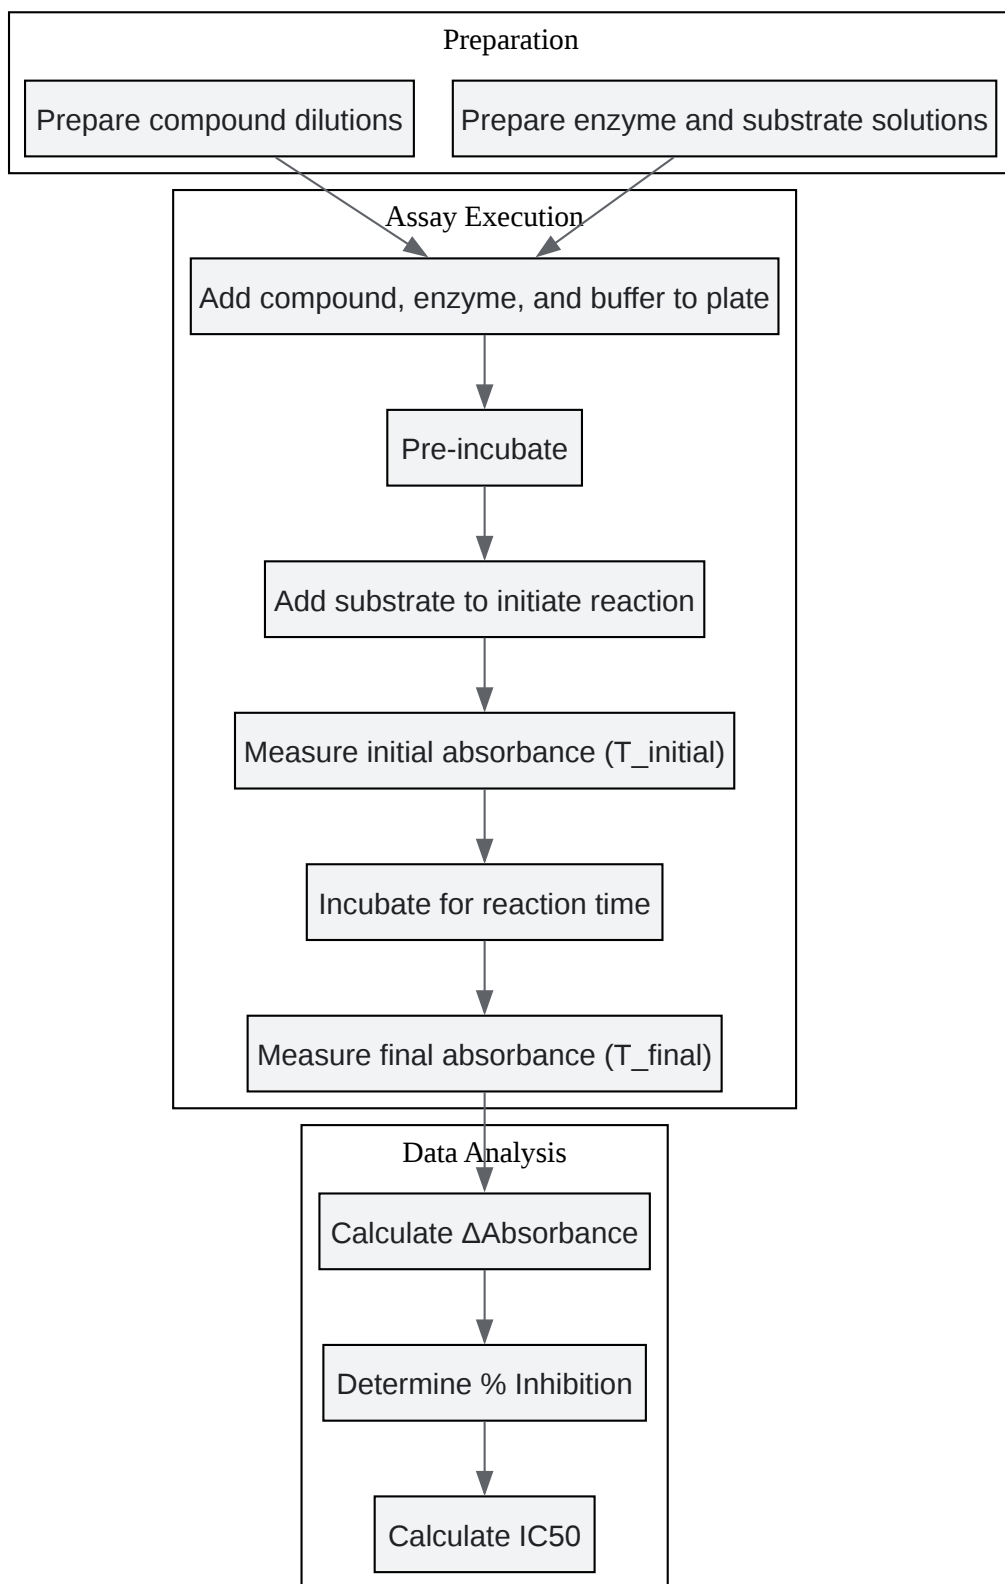 Preparation
Prepare compound dilutions
Prepare enzyme and substrate solutions
Assay Execution
Add compound, enzyme, and buffer to plate
Pre-incubate
Add substrate to initiate reaction
Measure initial absorbance (T_initial)
Incubate for reaction time
Measure final absorbance (T_final)
Data Analysis
Calculate ΔAbsorbance
Determine % Inhibition
Calculate IC50